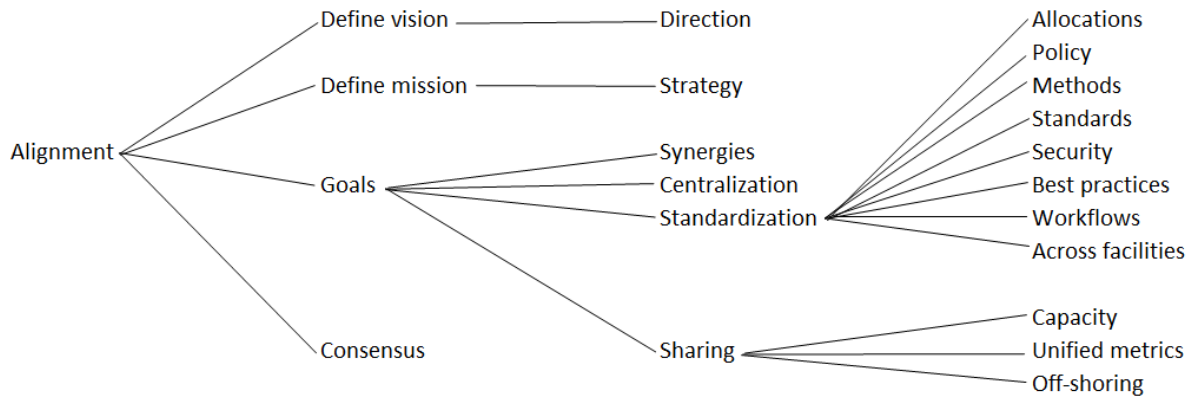 Define vision
Direction
Allocations
Policy
Define mission
Strategy
Methods
Standards
Alignment
Synergies
Security
Goals
Centralization
Best practices
Standardization
Workflows
Across facilities
Capacity
Consensus
Sharing
Unified metrics
Off-shoring